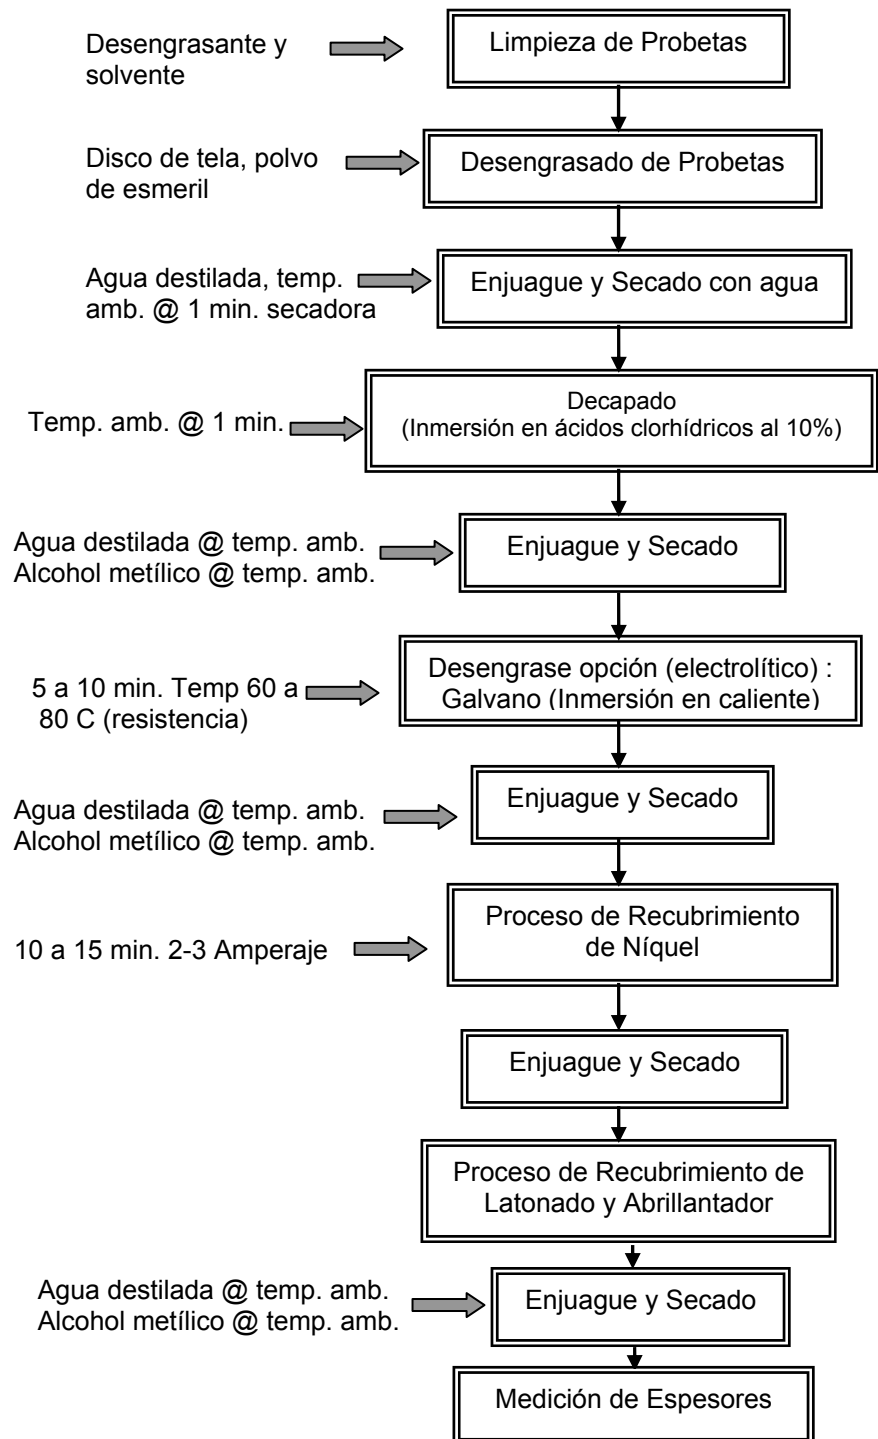 Desengrasante y
solvente
Limpieza de Probetas
Disco de tela, polvo
de esmeril
Desengrasado de Probetas
Agua destilada, temp.
amb. @ 1 min. secadora
Enjuague y Secado con agua
Temp. amb. @ 1 min.
Decapado
(Inmersión en ácidos clorhídricos al 10%)
Agua destilada @ temp. amb.
Alcohol metílico @ temp. amb.
Enjuague y Secado
5 a 10 min. Temp 60 a
80 C (resistencia)
Desengrase opción (electrolítico) :
Galvano (Inmersión en caliente)
Agua destilada @ temp. amb.
Alcohol metílico @ temp. amb.
Enjuague y Secado
10 a 15 min. 2-3 Amperaje
Proceso de Recubrimiento
de Níquel
Enjuague y Secado
Proceso de Recubrimiento de
Latonado y Abrillantador
Agua destilada @ temp. amb.
Alcohol metílico @ temp. amb.
Enjuague y Secado
Medición de Espesores